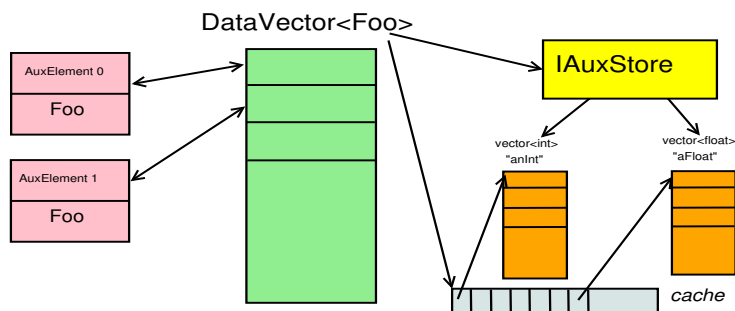 DataVector<Foo>
AuxElement 0
Foo
IAuxStore
vector<int>
"anInt"
vector<float>
"aFloat"
AuxElement 1
Foo
cache